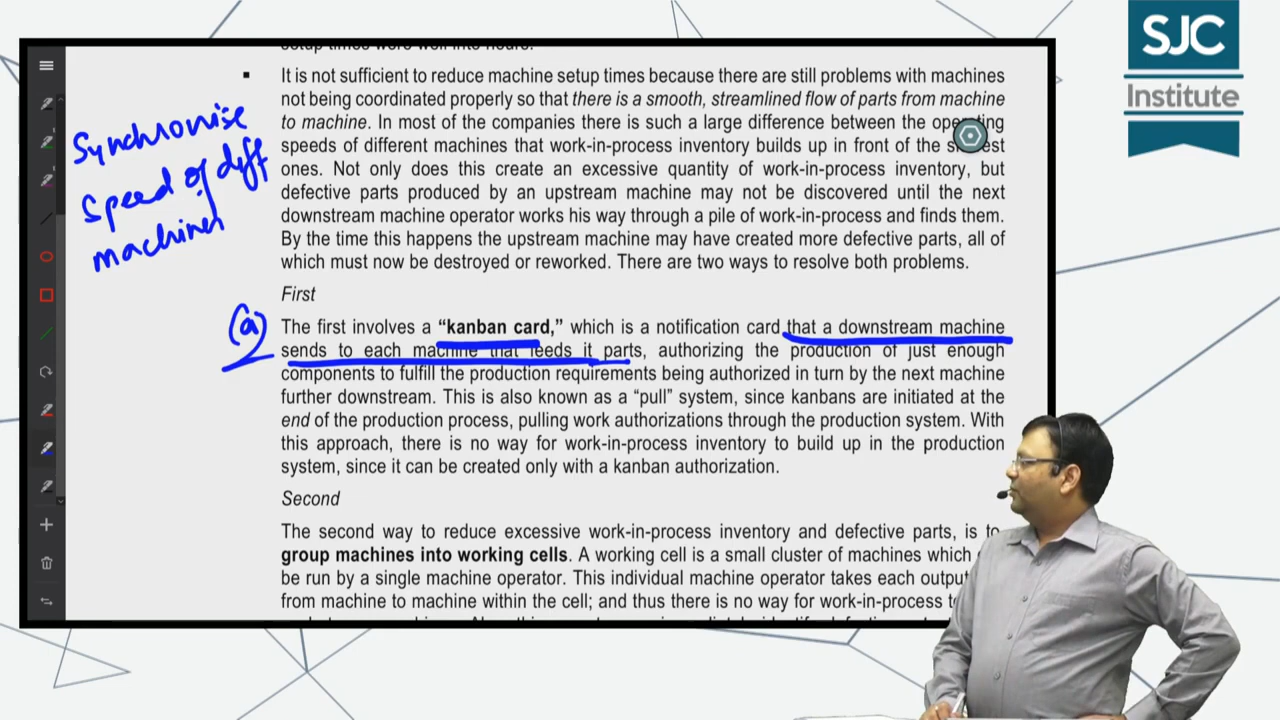 SJC
Institute
setup times were well into hours.
▪ It is not sufficient to reduce machine setup times because there are still problems with machines
not being coordinated properly so that there is a smooth, streamlined flow of parts from machine
to machine. In most of the companies there is such a large difference between the operating
speeds of different machines that work-in-process inventory builds up in front of the slowest
ones. Not only does this create an excessive quantity of work-in-process inventory, but
defective parts produced by an upstream machine may not be discovered until the next
downstream machine operator works his way through a pile of work-in-process and finds them.
By the time this happens the upstream machine may have created more defective parts, all of
which must now be destroyed or reworked. There are two ways to resolve both problems.
Synchronise
Speed of diff
machines
First
(a)
The first involves a “kanban card,” which is a notification card that a downstream machine
sends to each machine that feeds it parts, authorizing the production of just enough
components to fulfill the production requirements being authorized in turn by the next machine
further downstream. This is also known as a “pull” system, since kanbans are initiated at the
end of the production process, pulling work authorizations through the production system. With
this approach, there is no way for work-in-process inventory to build up in the production
system, since it can be created only with a kanban authorization.
Second
The second way to reduce excessive work-in-process inventory and defective parts, is to
group machines into working cells. A working cell is a small cluster of machines which
be run by a single machine operator. This individual machine operator takes each output
from machine to machine within the cell; and thus there is no way for work-in-process